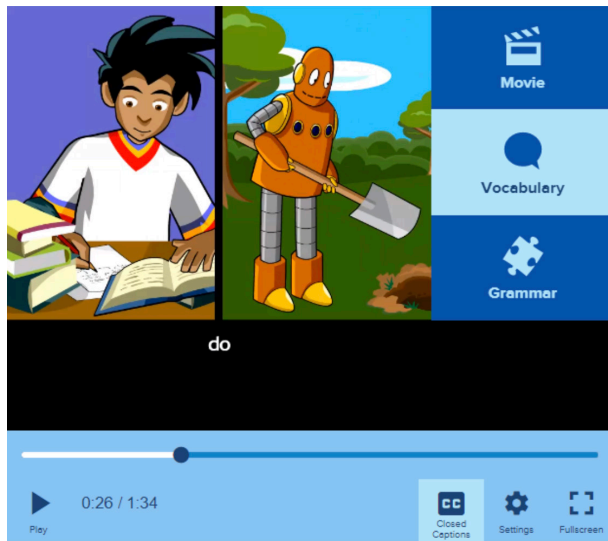 Movie
Vocabulary
Grammar
do
0:26 / 1:34
Play
CC
Closed
Captions
Settings
Fullscreen